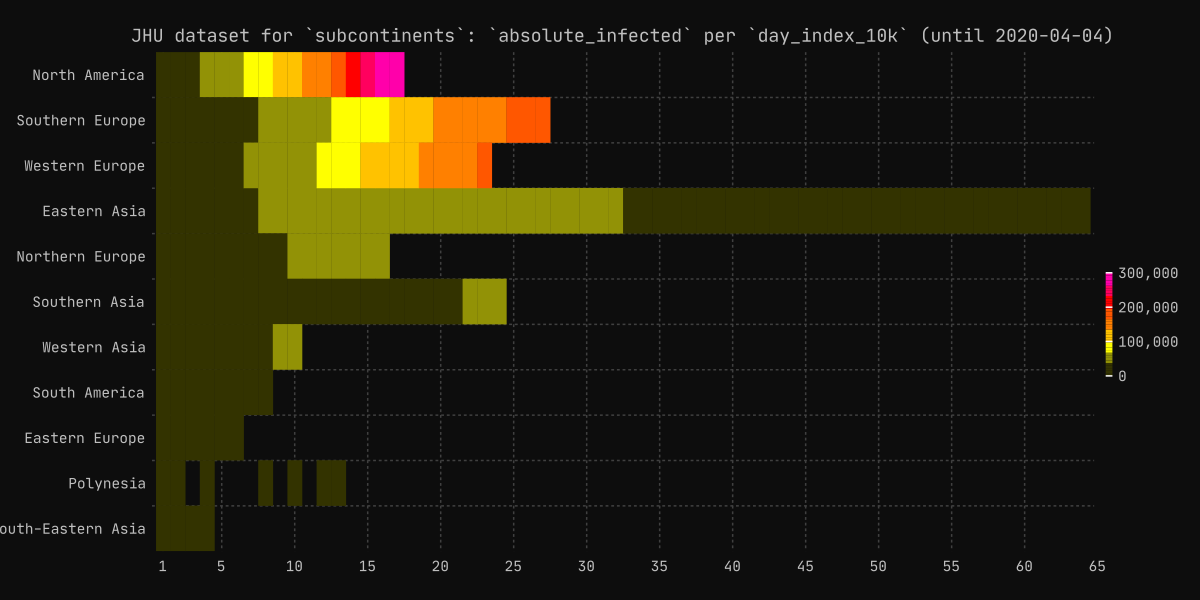 JHU dataset for `subcontinents`: `absolute_infected` per `day_index_10k` (until 2020-04-04)
North America
Southern Europe
Western Europe
Eastern Asia
Northern Europe
Southern Asia
Western Asia
South America
Eastern Europe
Polynesia
outh-Eastern Asia
300,000
200,000
100,000
0
1 5 10 15 20 25 30 35 40 45 50 55 60 65